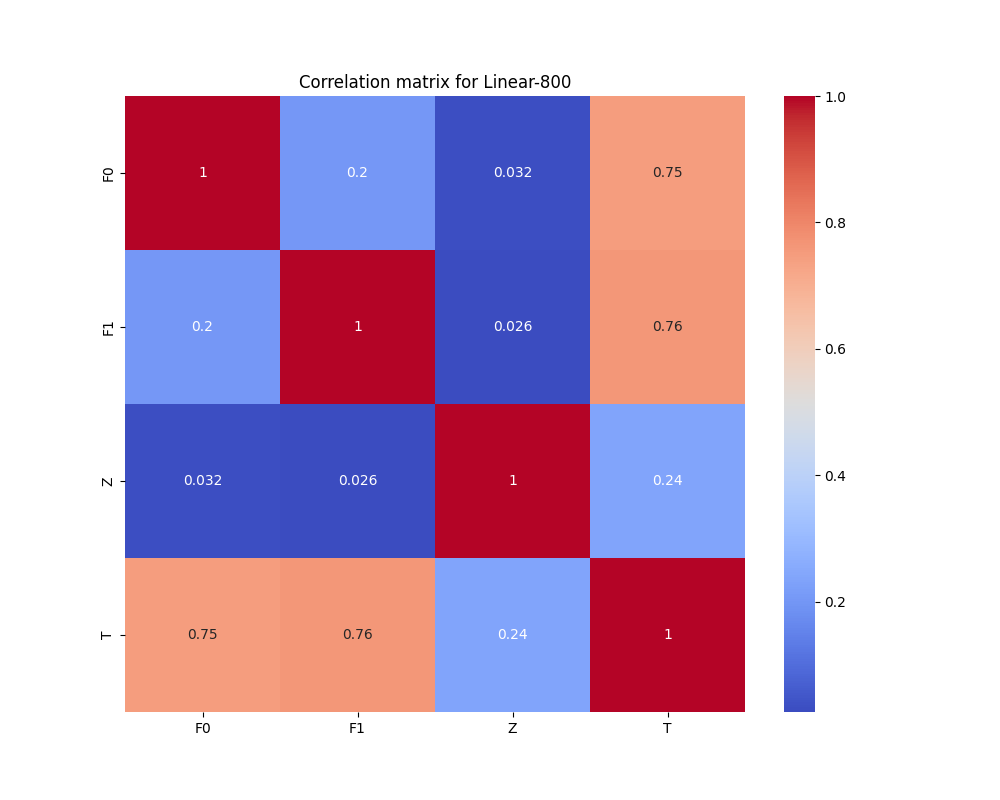 Correlation matrix for Linear-800
F0 1 0.2 0.032 0.75
F1 0.2 1 0.026 0.76
Z 0.032 0.026 1 0.24
T 0.75 0.76 0.24 1
F0 F1 Z T
1.0
0.8
0.6
0.4
0.2